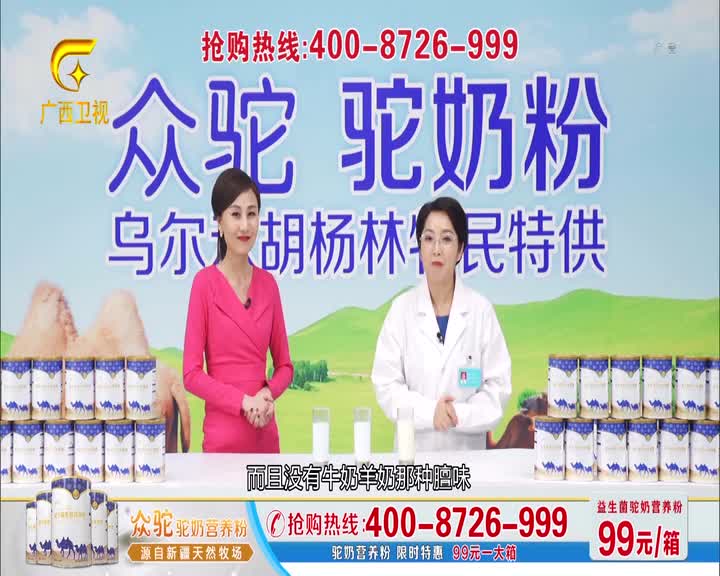 抢购热线:400-8726-999
广告
广西卫视
众驼 驼奶粉
乌尔禾胡杨林牧民特供
而且没有牛奶羊奶那种膻味
众驼驼奶营养粉
源自新疆天然牧场
抢购热线:400-8726-999
驼奶营养粉 限时特惠 99元一大箱
益生菌驼奶营养粉
99元/箱